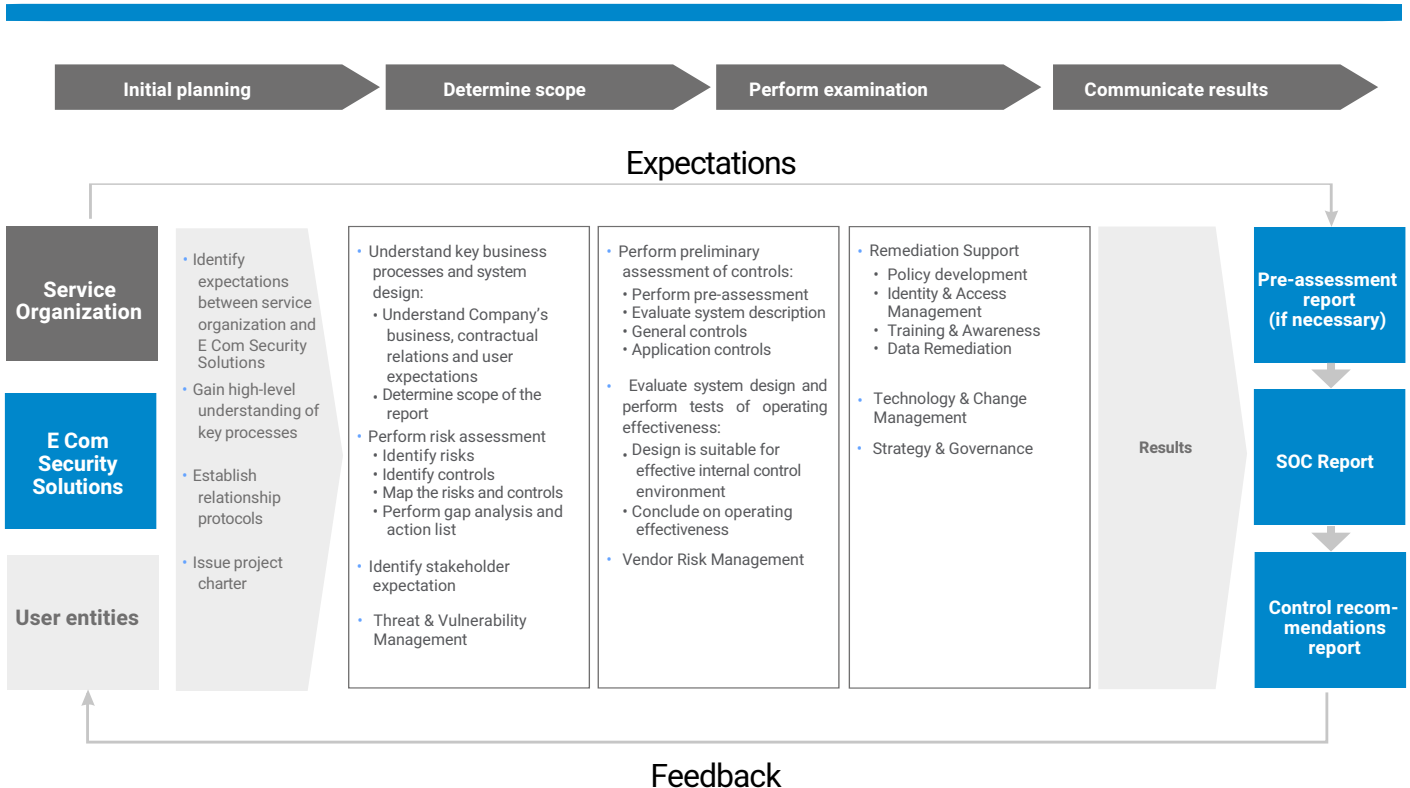 Initial planning
Determine scope
Perform examination
Communicate results
Expectations
Service
Organization
E Com
Security
Solutions
User entities
• Identify
expectations
between service
organization and
E Com Security
Solutions
• Gain high-level
understanding of
key processes
• Establish
relationship
protocols
• Issue project
charter
• Understand key business
processes and system
design:
• Understand Company's
business, contractual
relations and user
expectations
• Determine scope of the
report
• Perform risk assessment
• Identify risks
• Identify controls
• Map the risks and controls
• Perform gap analysis and
action list
• Identify stakeholder
expectation
• Threat & Vulnerability
Management
• Perform preliminary
assessment of controls:
• Perform pre-assessment
• Evaluate system description
• General controls
• Application controls
• Evaluate system design and
perform tests of operating
effectiveness:
• Design is suitable for
effective internal control
environment
• Conclude on operating
effectiveness
• Vendor Risk Management
• Remediation Support
• Policy development
• Identity & Access
Management
• Training & Awareness
• Data Remediation
• Technology & Change
Management
• Strategy & Governance
Results
Pre-assessment
report
(if necessary)
SOC Report
Control recom-
mendations
report
Feedback